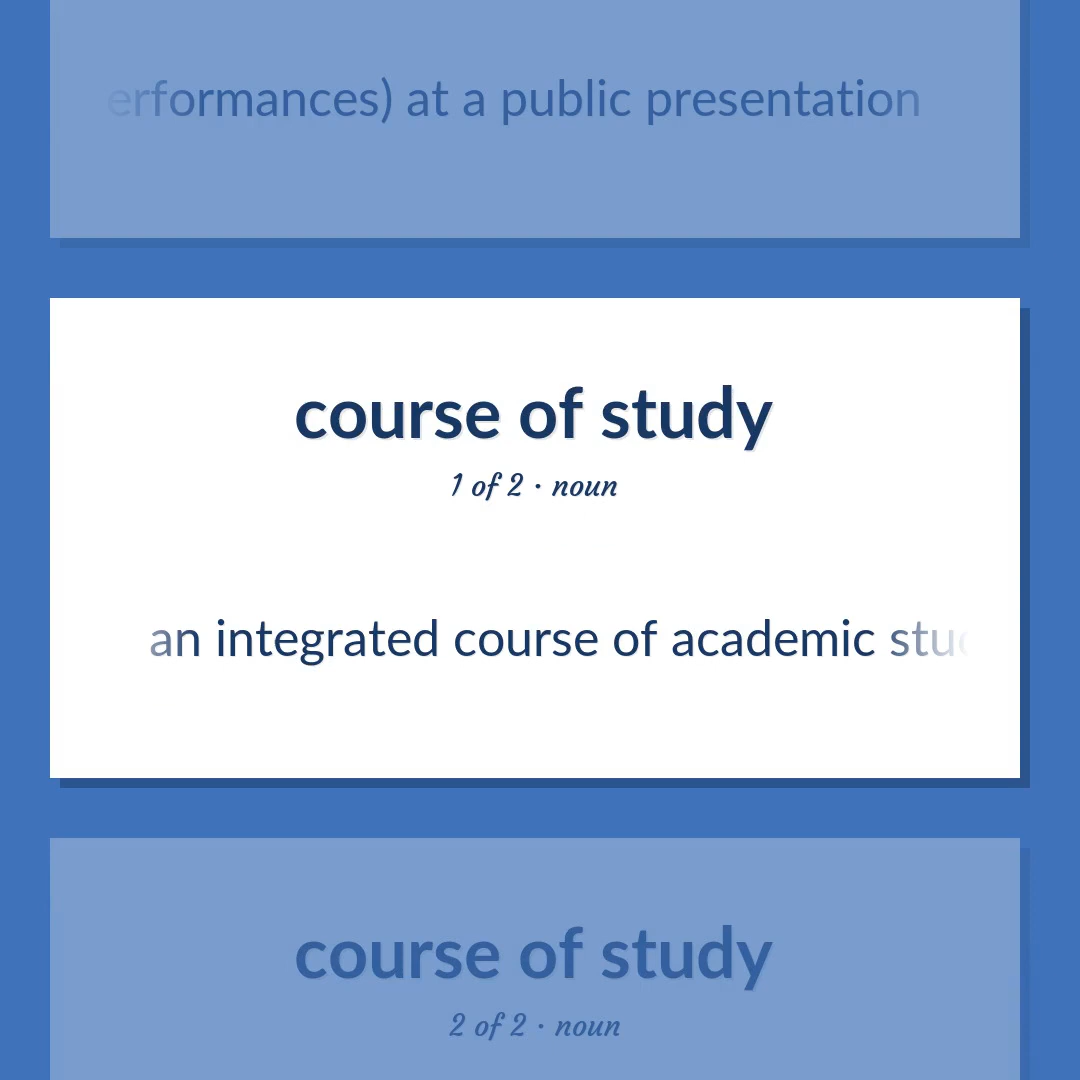 erformances) at a public presentation
course of study
1 of 2 · noun
an integrated course of academic
course of study
2 of 2 · noun